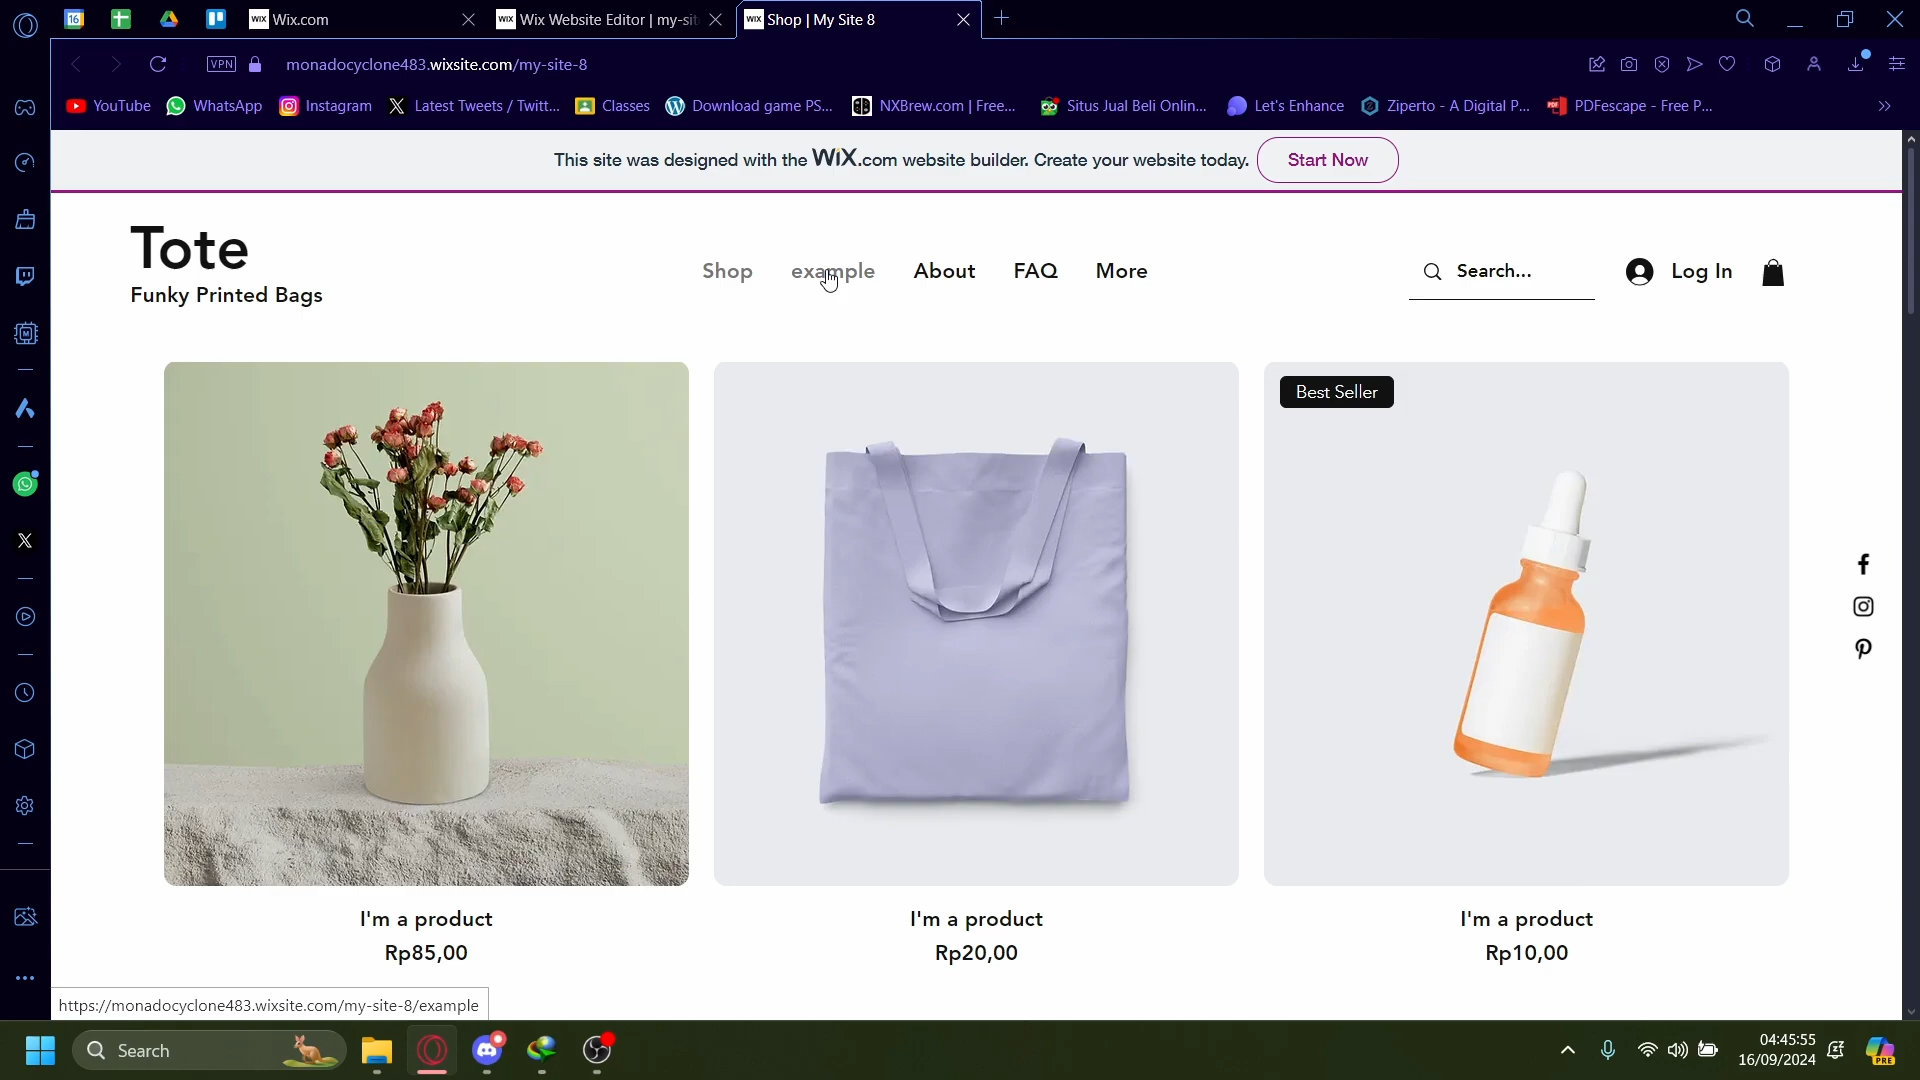 16
WiX Wix.com
WiX Wix Website Editor | my-sit
WiX Shop | My Site 8
VPN
monadocyclone483.wixsite.com/my-site-8
YouTube
WhatsApp
Instagram
Latest Tweets / Twitt...
Classes
Download game PS...
NXBrew.com | Free...
Situs Jual Beli Onlin...
Let's Enhance
Ziperto - A Digital P...
PDFescape - Free P...
This site was designed with the WiX.com website builder. Create your website today.
Start Now
Tote
Funky Printed Bags
Shop
example
About
FAQ
More
Search...
Log In
Best Seller
I'm a product
Rp85,00
I'm a product
Rp20,00
I'm a product
Rp10,00
https://monadocyclone483.wixsite.com/my-site-8/example
Search
04:45:55
16/09/2024
PRE